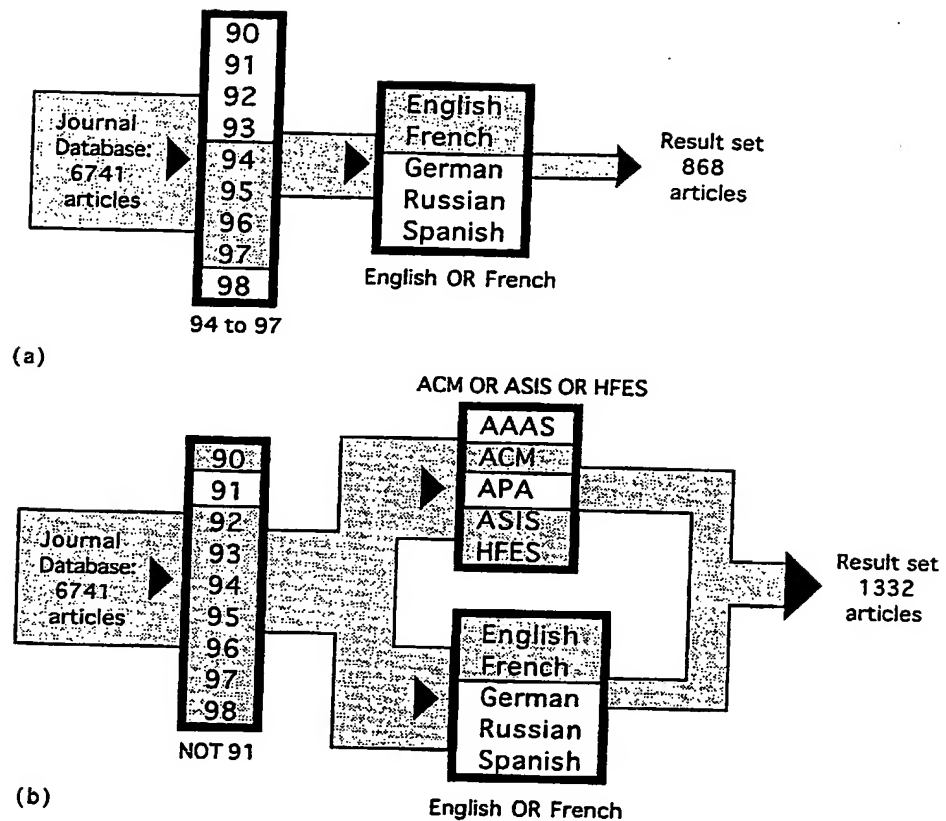 90
91
92
93
94
95
96
97
98
Journal
Database:
6741
articles
94 to 97
English
French
German
Russian
Spanish
English OR French
Result set
868
articles
(a)
ACM OR ASIS OR HFES
AAAS
ACM
APA
ASIS
HFES
90
91
92
93
94
95
96
97
98
Journal
Database:
6741
articles
NOT 91
English
French
German
Russian
Spanish
English OR French
Result set
1332
articles
(b)